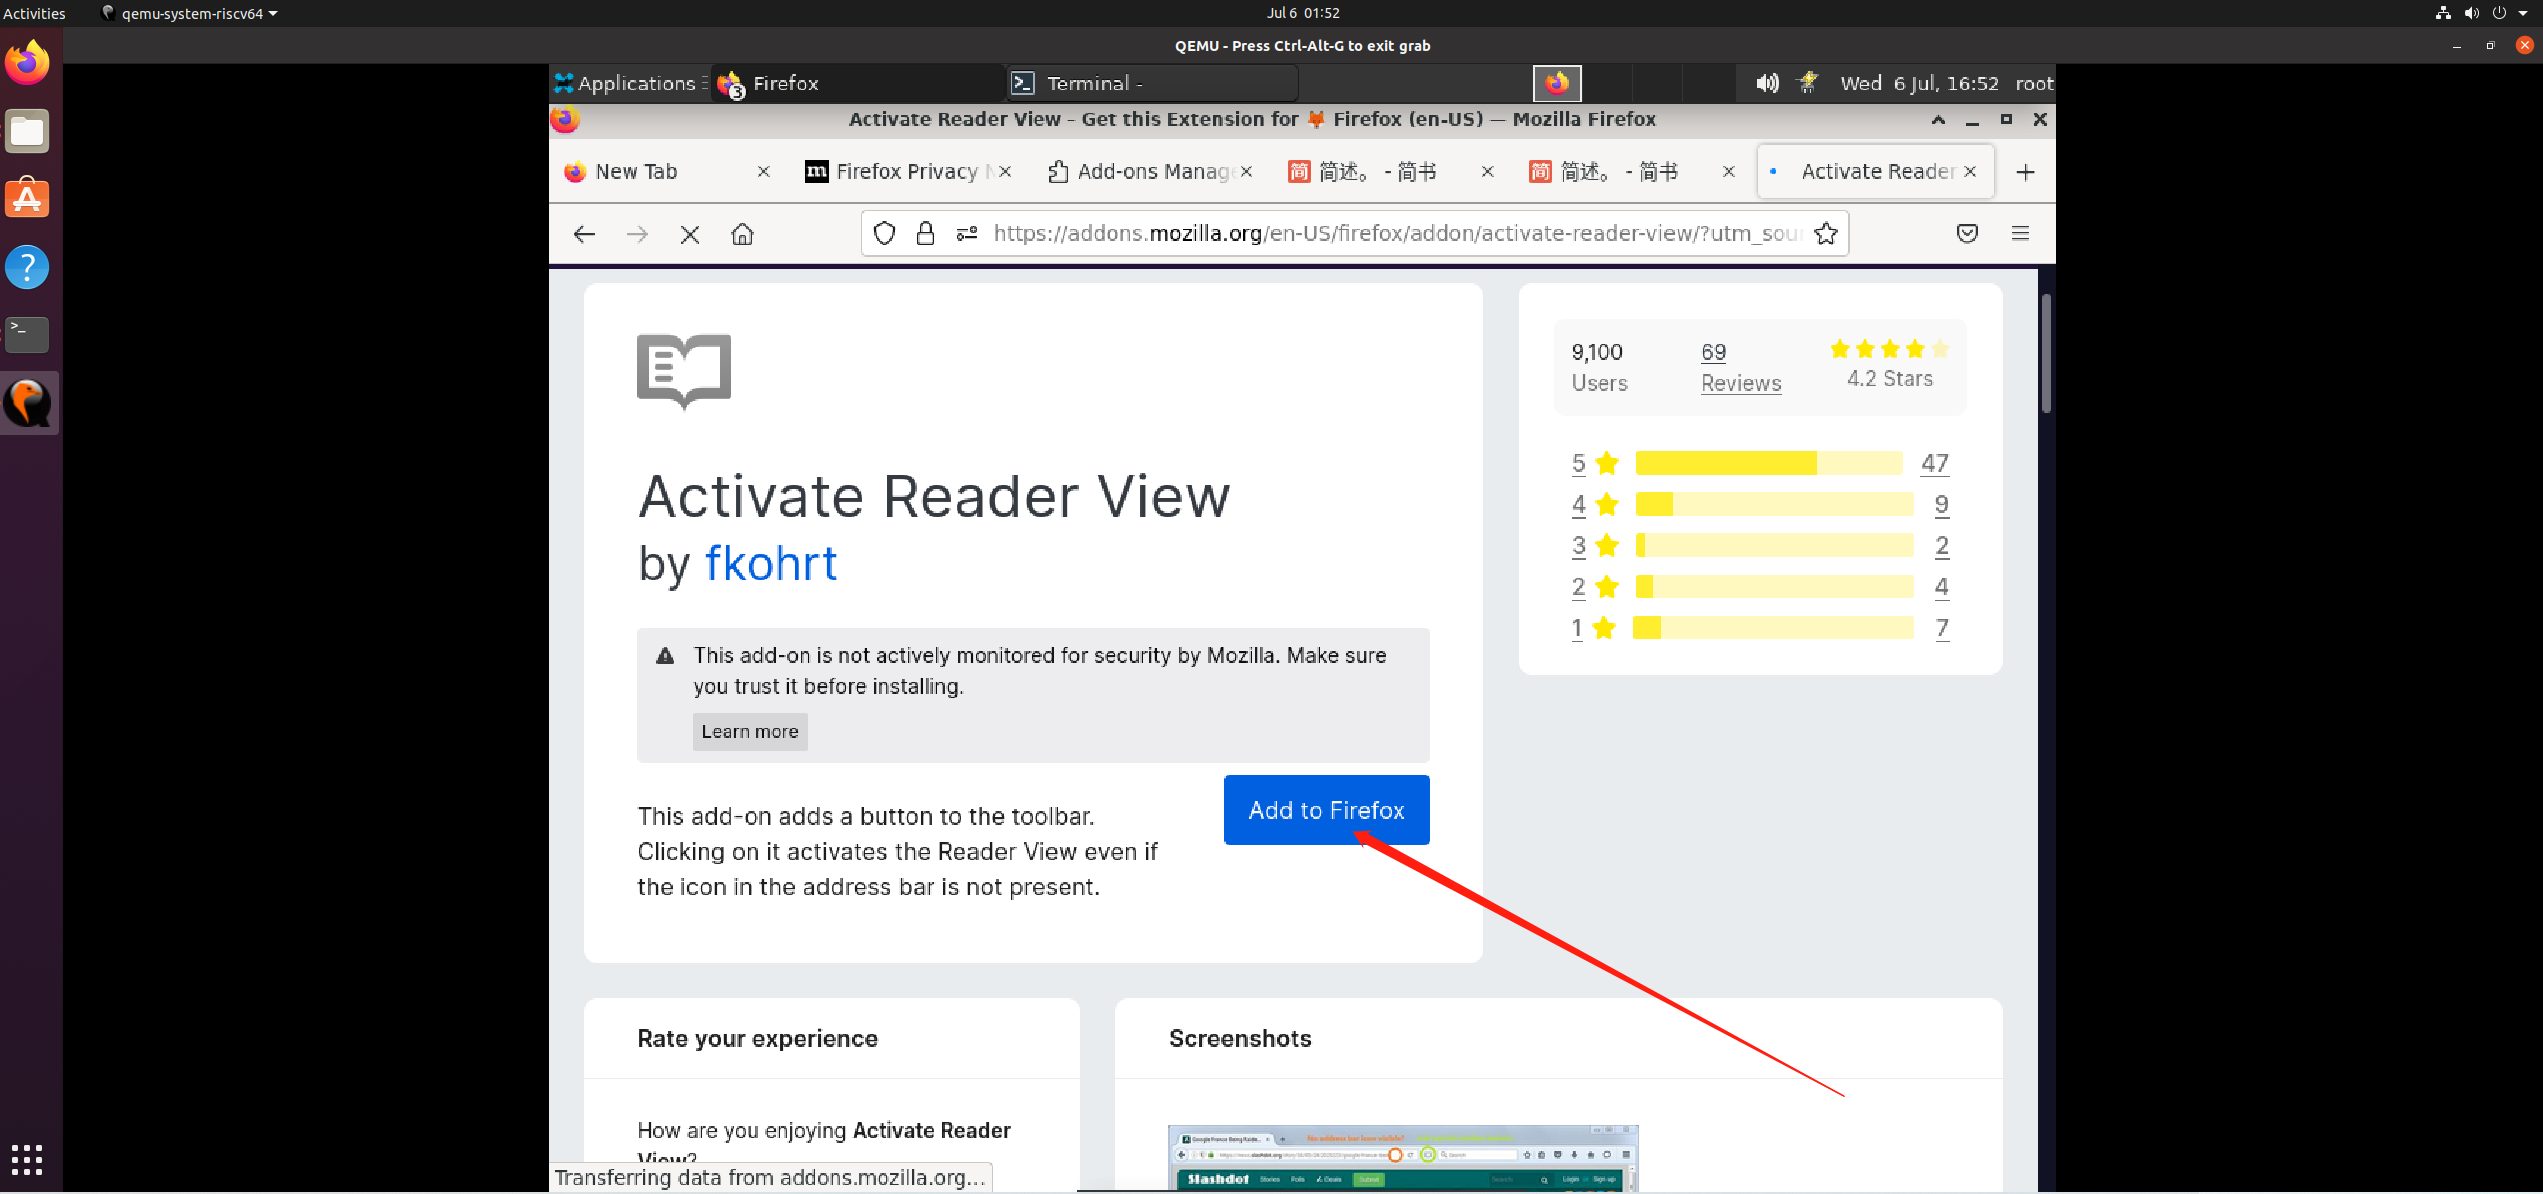 Activities
qemu-system-riscv64
Jul 6 01:52
QEMU - Press Ctrl-Alt-G to exit grab
Applications
3
Firefox
Terminal -
Wed 6 Jul, 16:52
root
Activate Reader View – Get this Extension for 🦊 Firefox (en-US) — Mozilla Firefox
New Tab
Firefox Privacy N
Add-ons Manage
简述。 - 简书
简述。 - 简书
Activate Reader
https://addons.mozilla.org/en-US/firefox/addon/activate-reader-view/?utm_sour
Activate Reader View
by fkohrt
This add-on is not actively monitored for security by Mozilla. Make sure
you trust it before installing.
Learn more
This add-on adds a button to the toolbar.
Clicking on it activates the Reader View even if
the icon in the address bar is not present.
Add to Firefox
9,100
Users
69
Reviews
4.2 Stars
5 47
4 9
3 2
2 4
1 7
Rate your experience
How are you enjoying Activate Reader
View?
Screenshots
Slashdot
Transferring data from addons.mozilla.org...